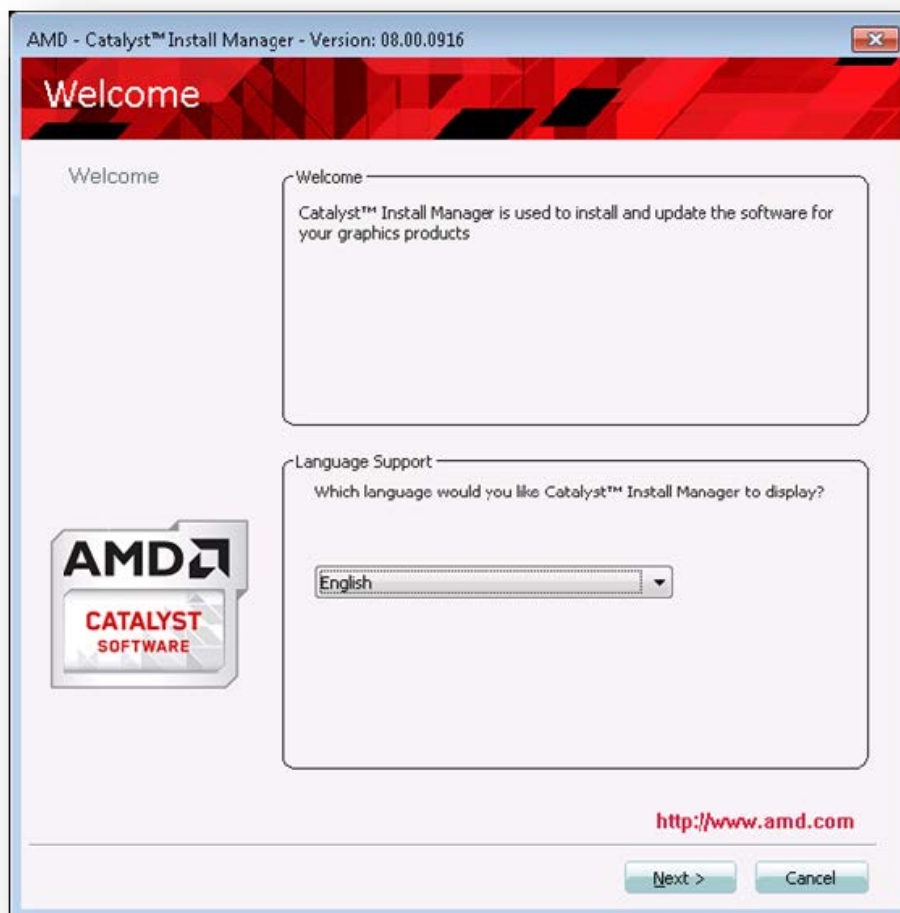 AMD - Catalyst™ Install Manager - Version: 08.00.0916
Welcome
Welcome
Welcome
Catalyst™ Install Manager is used to install and update the software for
your graphics products
Language Support
Which language would you like Catalyst™ Install Manager to display?
English
AMD
CATALYST
SOFTWARE
http://www.amd.com
Next >
Cancel